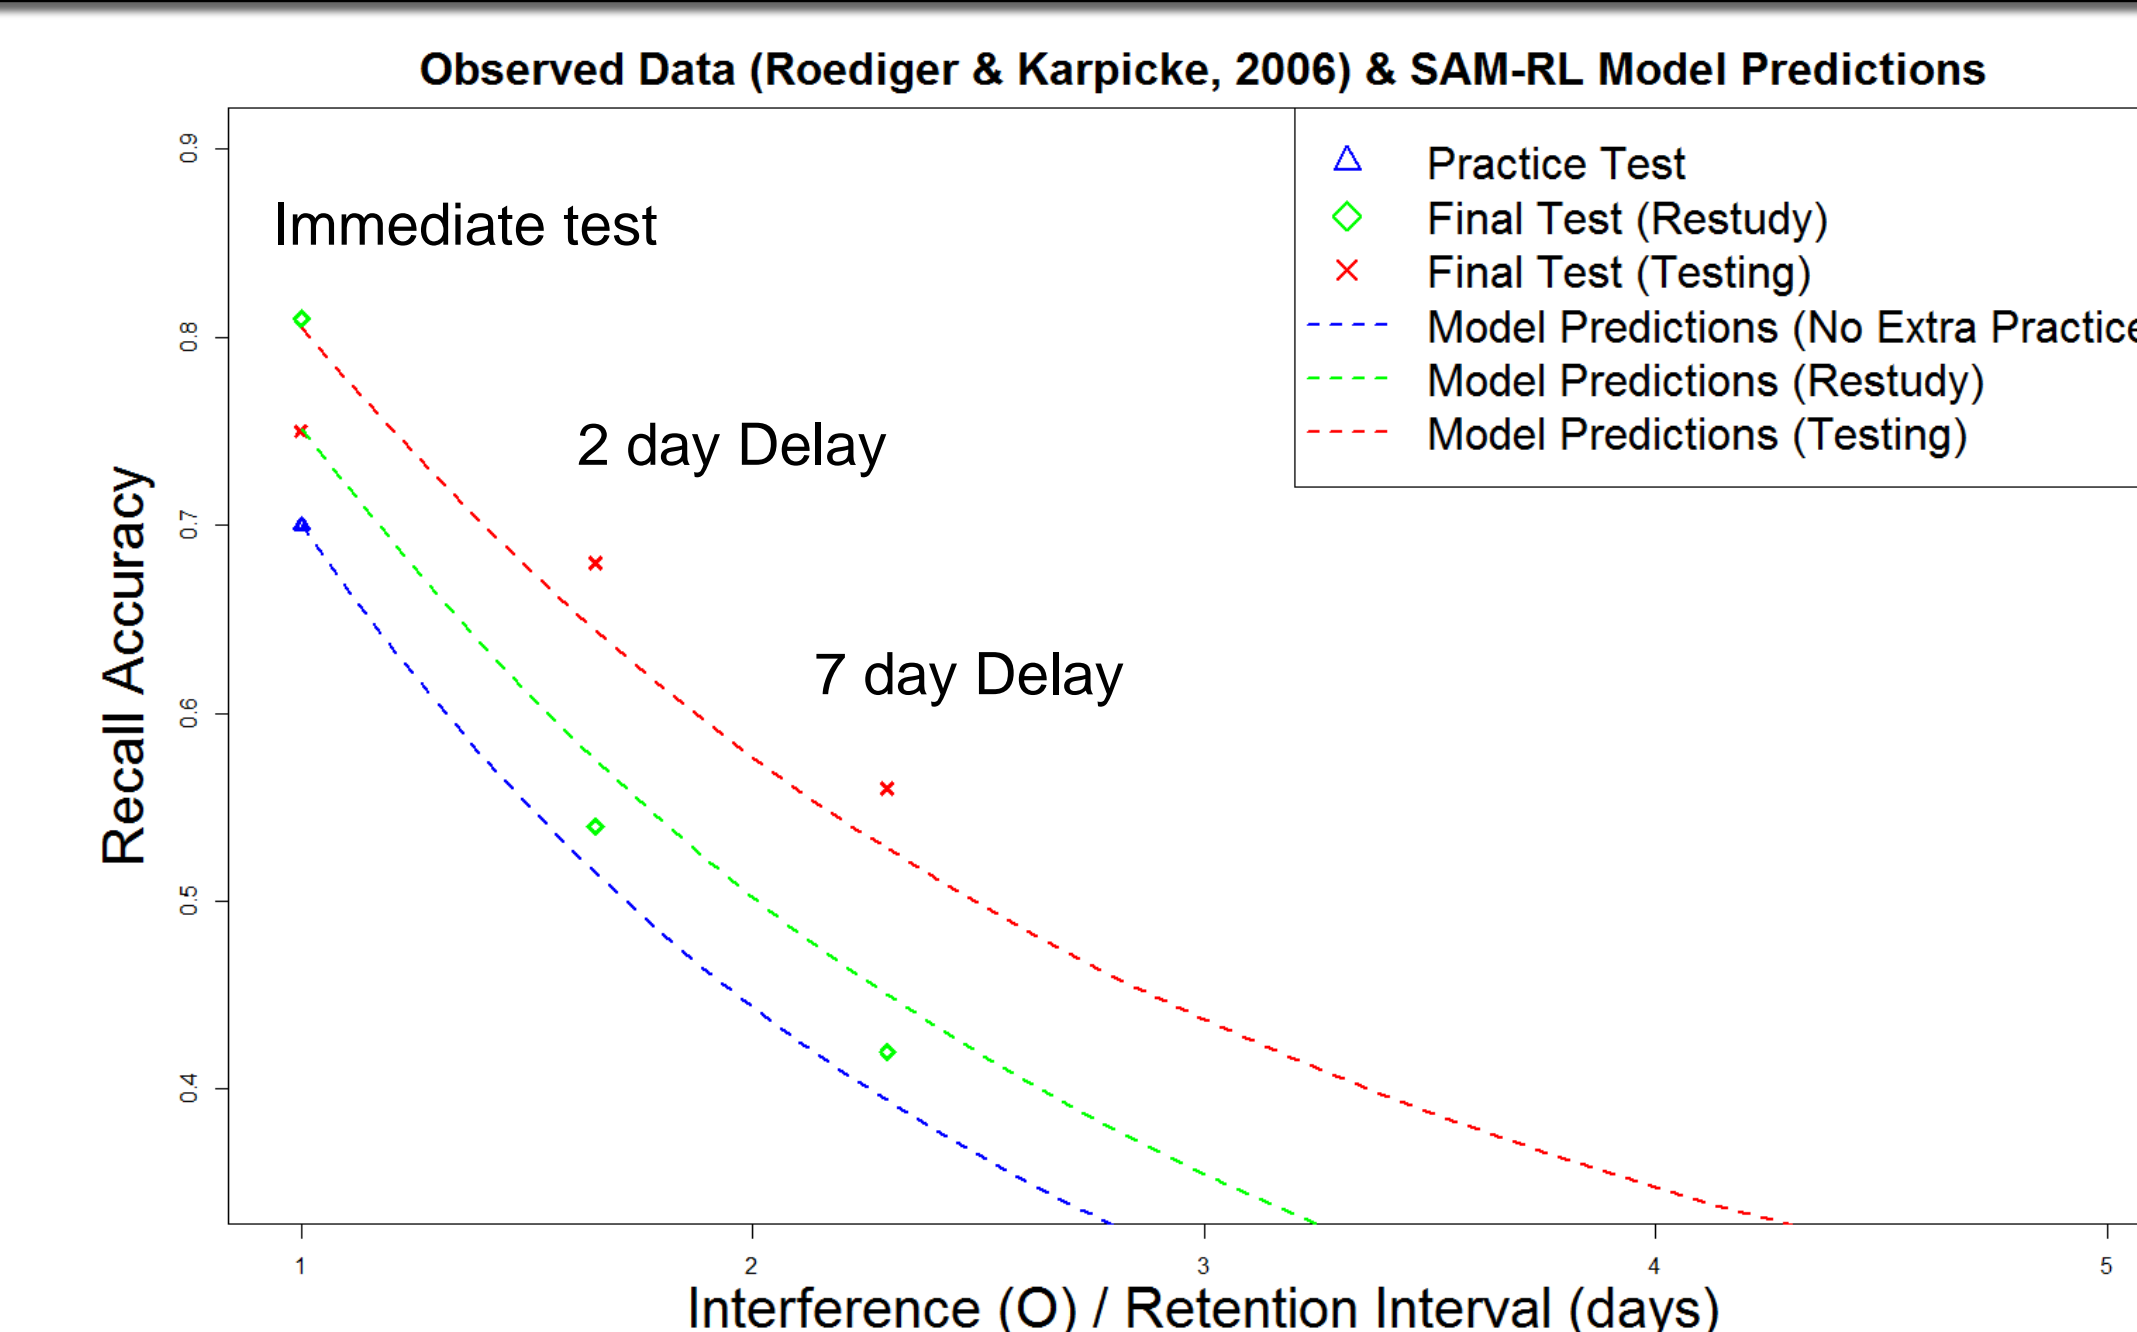 Observed Data (Roediger & Karpicke, 2006) & SAM-RL Model Predictions
Immediate test
2 day Delay
7 day Delay
Practice Test
Final Test (Restudy)
Final Test (Testing)
Model Predictions (No Extra Practice
Model Predictions (Restudy)
Model Predictions (Testing)
Recall Accuracy
0.9
0.8
0.7
0.6
0.5
0.4
1 2 3 4 5
Interference (O) / Retention Interval (days)